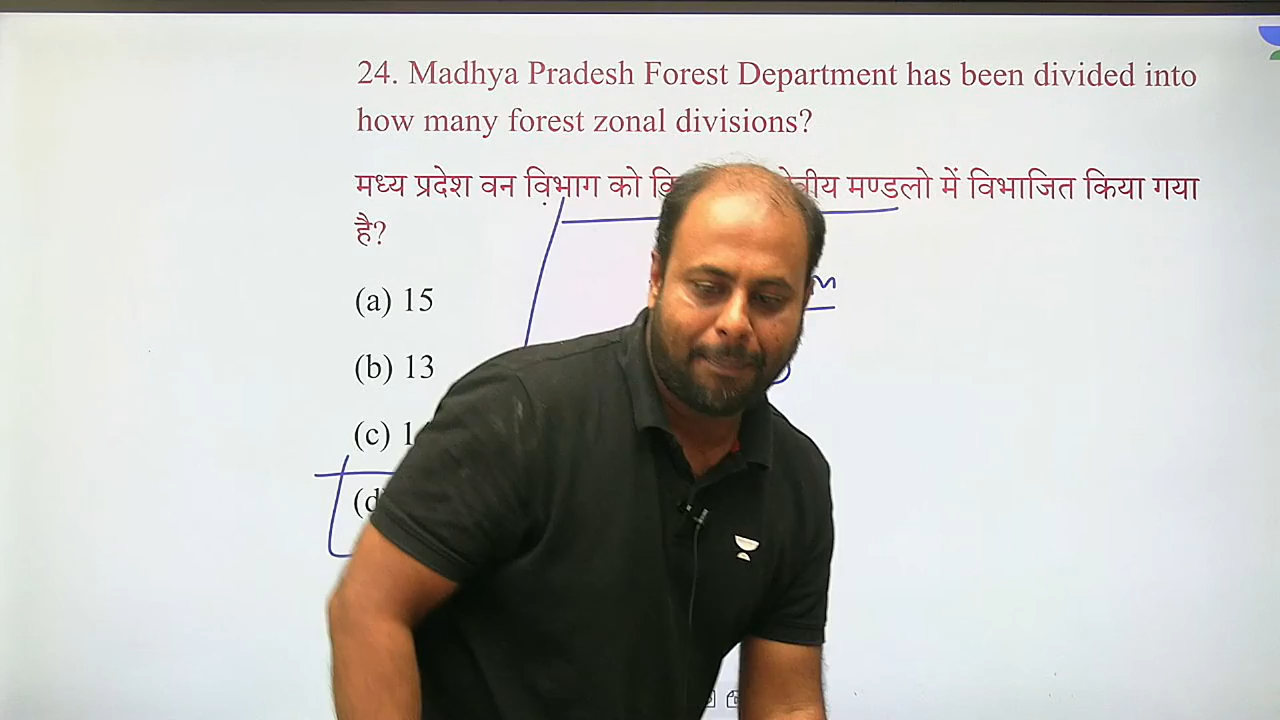 24. Madhya Pradesh Forest Department has been divided into
how many forest zonal divisions?
मध्य प्रदेश वन विभाग को मण्डलो में विभाजित किया गया
है?
(a) 15
(b) 13
(c)
(d)